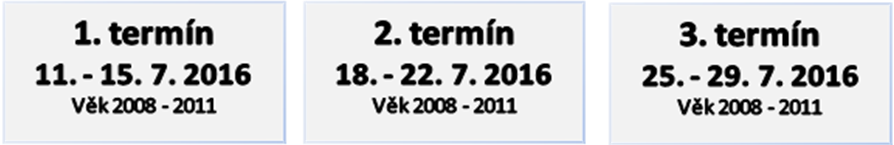 1. termín
11. - 15. 7. 2016
Věk 2008 - 2011
2. termín
18. - 22. 7. 2016
Věk 2008 - 2011
3. termín
25. - 29. 7. 2016
Věk 2008 - 2011